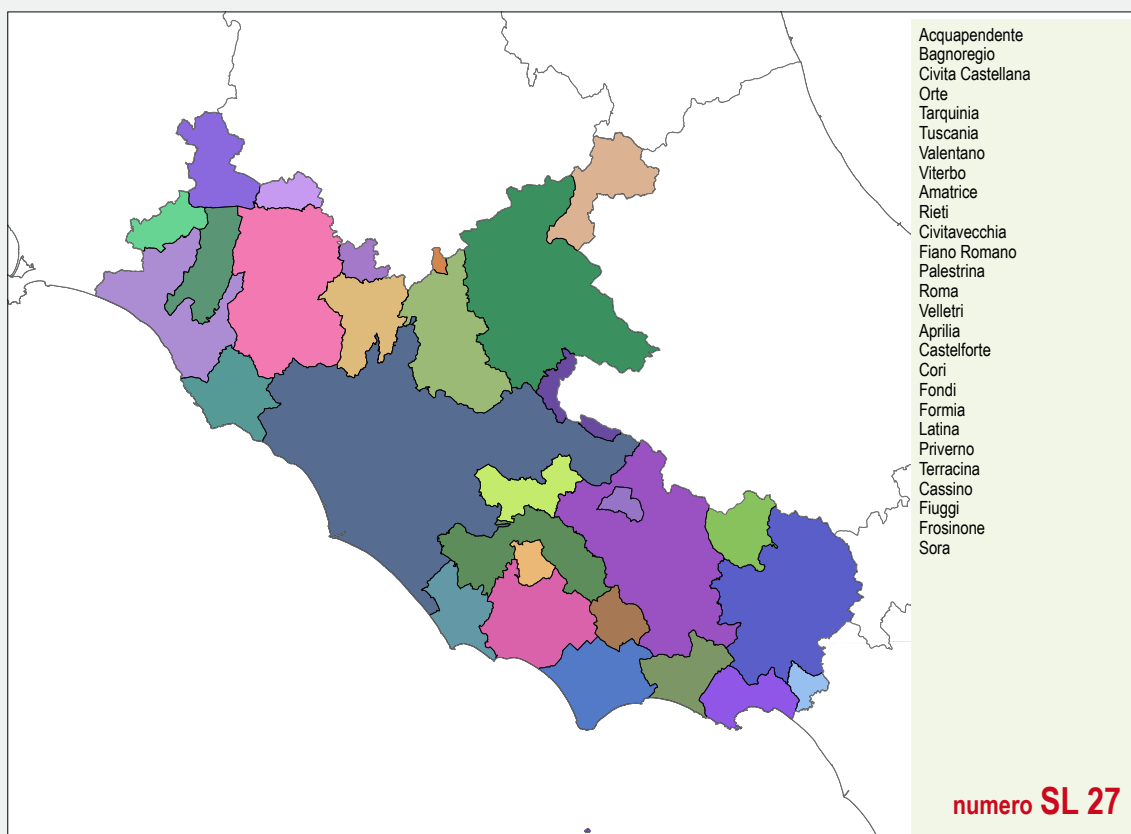 Acquapendente
Bagnoregio
Civita Castellana
Orte
Tarquinia
Tuscania
Valentano
Viterbo
Amatrice
Rieti
Civitavecchia
Fiano Romano
Palestrina
Roma
Velletri
Aprilia
Castelforte
Cori
Fondi
Formia
Latina
Priverno
Terracina
Cassino
Fiuggi
Frosinone
Sora
numero SL 27